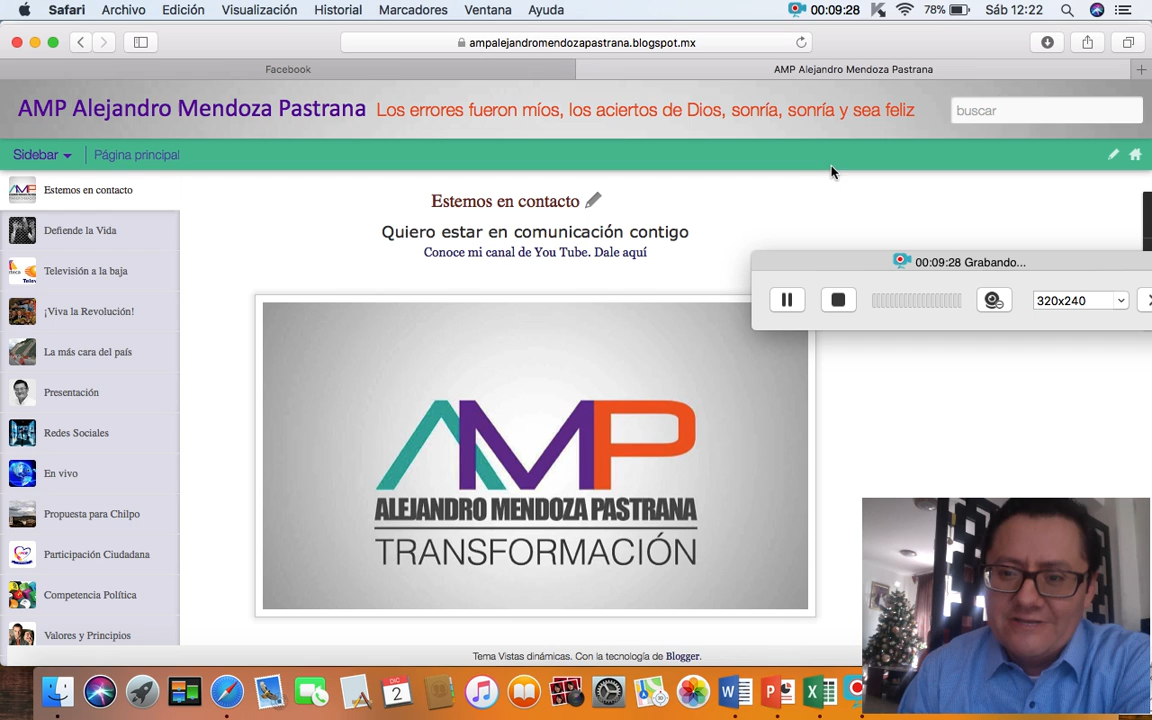 Safari Archivo Edición Visualización Historial Marcadores Ventana Ayuda 00:09:28 78% Sáb 12:22
ampalejandromendozapastrana.blogspot.mx
Facebook AMP Alejandro Mendoza Pastrana
AMP Alejandro Mendoza Pastrana Los errores fueron míos, los aciertos de Dios, sonría, sonría y sea feliz buscar
Sidebar Página principal
Estemos en contacto
Defiende la Vida
Televisión a la baja
¡Viva la Revolución!
La más cara del país
Presentación
Redes Sociales
En vivo
Propuesta para Chilpo
Participación Ciudadana
Competencia Política
Valores y Principios
Estemos en contacto
Quiero estar en comunicación contigo
Conoce mi canal de You Tube. Dale aquí
00:09:28 Grabando...
320x240
AMP
ALEJANDRO MENDOZA PASTRANA
TRANSFORMACIÓN
Tema Vistas dinámicas. Con la tecnología de Blogger.
DIC
2